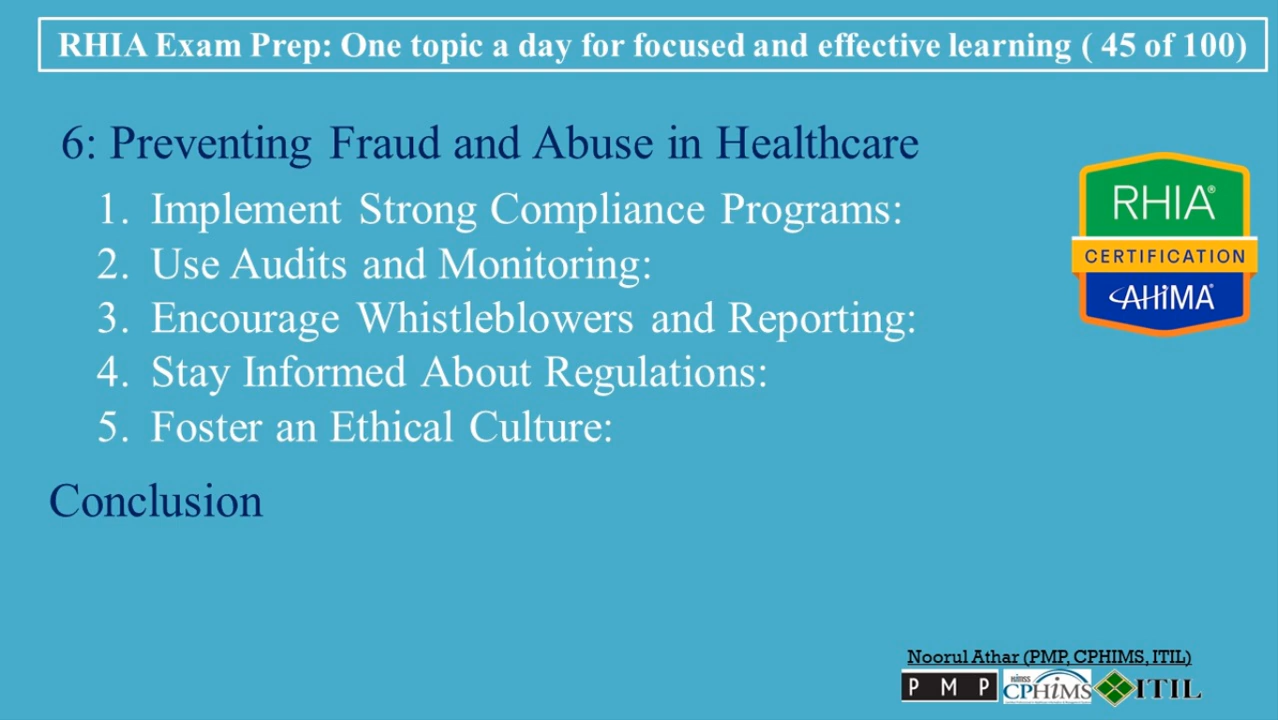 RHIA Exam Prep: One topic a day for focused and effective learning ( 45 of 100)
6: Preventing Fraud and Abuse in Healthcare
1. Implement Strong Compliance Programs:
2. Use Audits and Monitoring:
3. Encourage Whistleblowers and Reporting:
4. Stay Informed About Regulations:
5. Foster an Ethical Culture:
Conclusion
RHIA®
CERTIFICATION
AHiMA
Noorul Athar (PMP, CPHIMS, ITIL)
P M P
HIMSS
CPHiMS
ITIL